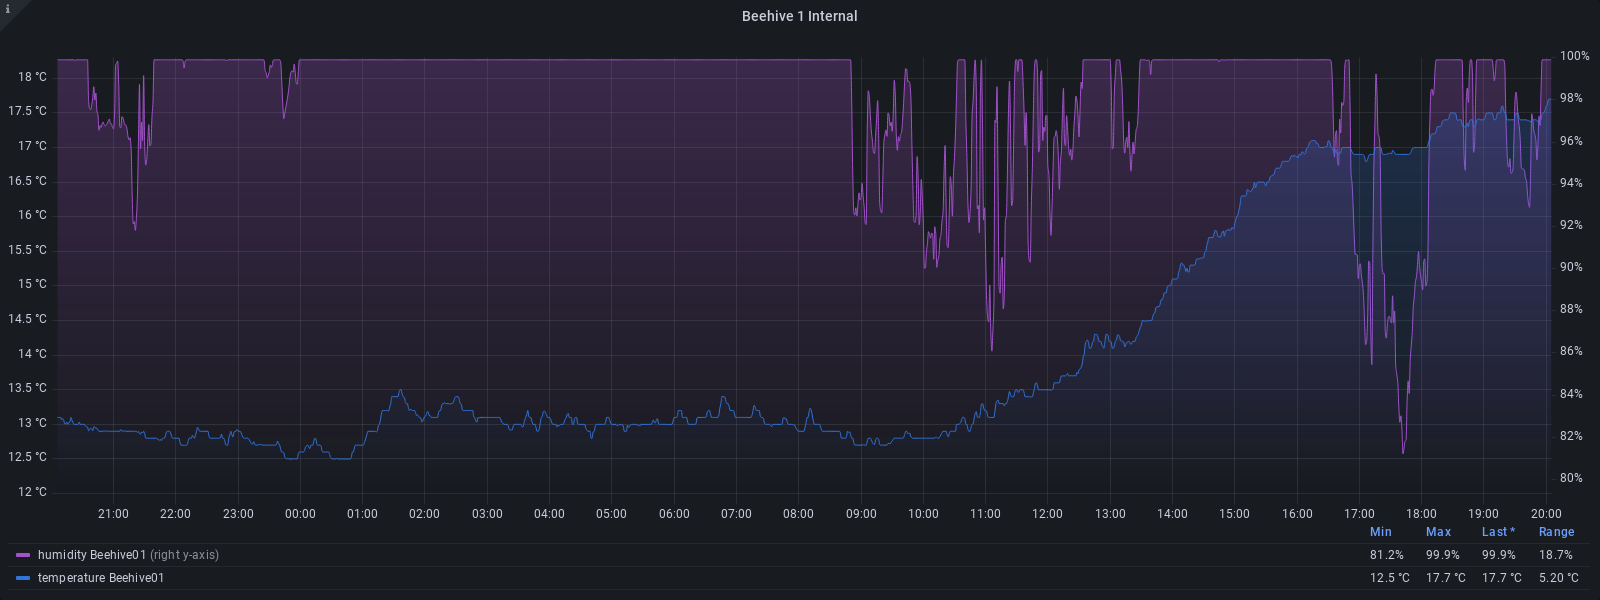 i
Beehive 1 Internal
18 °C
17.5 °C
17 °C
16.5 °C
16 °C
15.5 °C
15 °C
14.5 °C
14 °C
13.5 °C
13 °C
12.5 °C
12 °C
100%
98%
96%
94%
92%
90%
88%
86%
84%
82%
80%
21:00 22:00 23:00 00:00 01:00 02:00 03:00 04:00 05:00 06:00 07:00 08:00 09:00 10:00 11:00 12:00 13:00 14:00 15:00 16:00 17:00 18:00 19:00 20:00
Min Max Last * Range
humidity Beehive01 (right y-axis) 81.2% 99.9% 99.9% 18.7%
temperature Beehive01 12.5 °C 17.7 °C 17.7 °C 5.20 °C